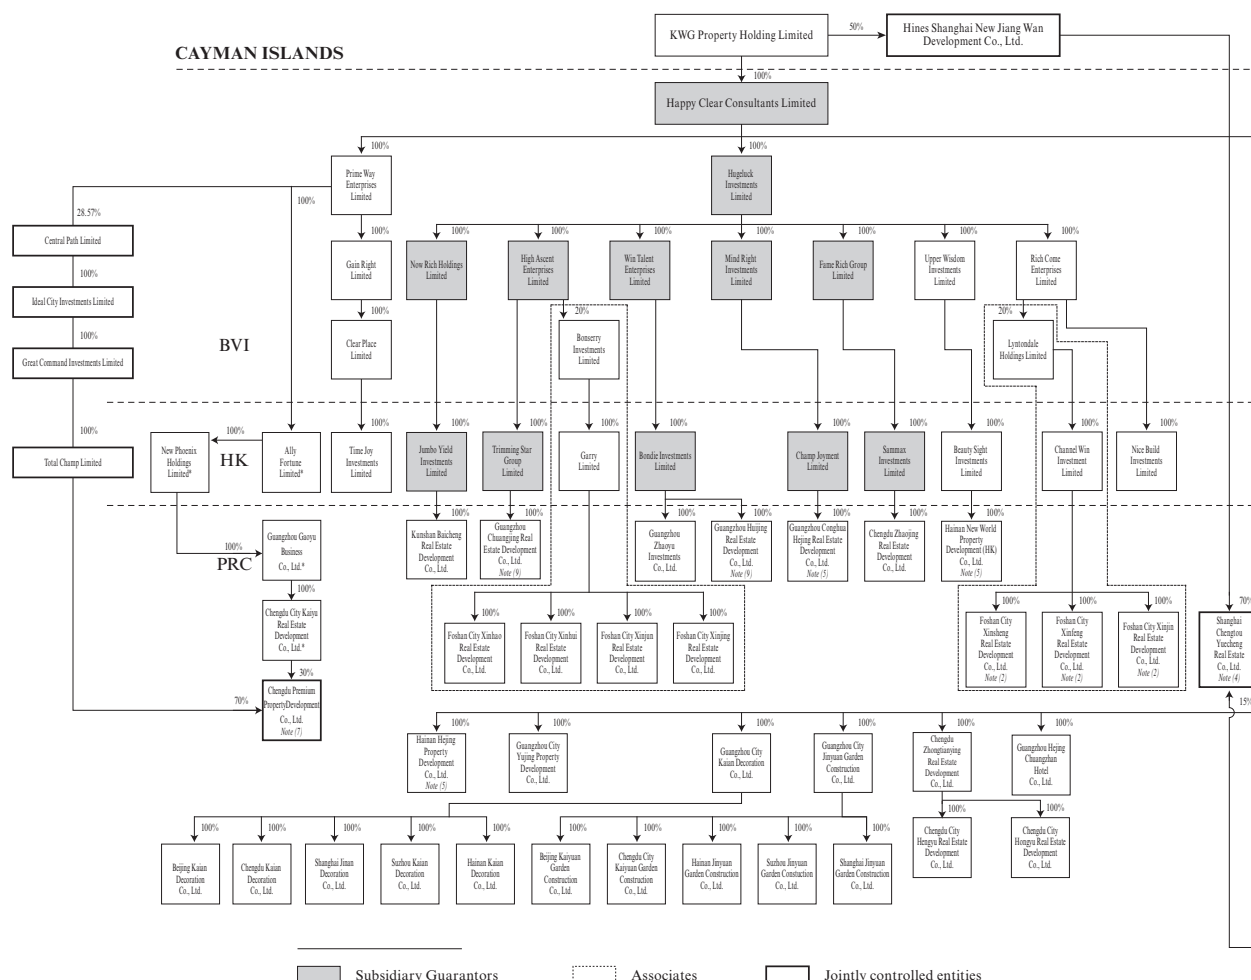 KWG Property Holding Limited
50%
Hines Shanghai New Jiang Wan
Development Co., Ltd.
CAYMAN ISLANDS
100%
Happy Clear Consultants Limited
100%
100%
Prime Way
Enterprises
Limited
Hugeluck
Investments
Limited
28.57%
100%
Central Path Limited
100%
Ideal City Investments Limited
100%
Great Command Investments Limited
100%
Total Champ Limited
100%
Gain Right
Limited
100%
Now Rich Holdings
Limited
100%
High Ascent
Enterprises
Limited
100%
Win Talent
Enterprises
Limited
100%
Mind Right
Investments
Limited
100%
Fame Rich Group
Limited
100%
Upper Wisdom
Investments
Limited
100%
Rich Come
Enterprises
Limited
BVI
100%
Clear Place
Limited
20%
Bonserry
Investments
Limited
20%
Lyntondale
Holdings Limited
HK
New Phoenix
Holdings
Limited*
100%
Ally
Fortune
Limited*
100%
Time Joy
Investments
Limited
100%
Jumbo Yield
Investments
Limited
100%
Trimming Star
Group
Limited
100%
Garry
Limited
100%
Bondie Investments
Limited
100%
Champ Joyment
Limited
100%
Sammax
Investments
Limited
100%
Beauty Sight
Investments
Limited
100%
Channel Win
Investment
Limited
100%
Nice Build
Investments
Limited
PRC
100%
Guangzhou Gaoyu
Business
Co., Ltd.*
100%
Kunshan Baicheng
Real Estate
Development
Co., Ltd.
100%
Guangzhou
Chuangjing Real
Estate Development
Co., Ltd.
Note (9)
100%
Guangzhou
Zhaoyu
Investments
Co., Ltd.
100%
Guangzhou Huijing
Real Estate
Development
Co., Ltd.
Note (9)
100%
Guangzhou Conghua
Hejing Real Estate
Development
Co., Ltd.
Note (5)
100%
Chengdu Zhaojing
Real Estate
Development
Co., Ltd.
100%
Hainan New World
Property
Development (HK)
Co., Ltd.
Note (5)
100%
Chengdu City Kaiyu
Real Estate
Development
Co., Ltd.*
100%
Foshan City Xinhao
Real Estate
Development
Co., Ltd.
100%
Foshan City Xinhui
Real Estate
Development
Co., Ltd.
100%
Foshan City Xinjun
Real Estate
Development
Co., Ltd.
100%
Foshan City Xinjing
Real Estate
Development
Co., Ltd.
100%
Foshan City
Xinsheng
Real Estate
Development
Co., Ltd.
Note (2)
100%
Foshan City
Xinfeng
Real Estate
Development
Co., Ltd.
Note (2)
100%
Foshan City Xinjin
Real Estate
Development
Co., Ltd.
Note (2)
70%
Shanghai
Chengtou
Yuecheng
Real Estate
Co., Ltd.
Note (4)
15%
30%
70%
Chengdu Premium
PropertyDevelopment
Co., Ltd.
Note (7)
100%
Hainan Hejing
Property
Development
Co., Ltd.
Note (5)
100%
Guangzhou City
Yujing Property
Development
Co., Ltd.
100%
Guangzhou City
Kaian Decoration
Co., Ltd.
100%
Guangzhou City
Jinyuan Garden
Construction
Co., Ltd.
100%
Chengdu
Zhongtianying
Real Estate
Development
Co., Ltd.
100%
Guangzhou Hejing
Chuangzhan
Hotel
Co., Ltd.
100%
Beijing Kaian
Decoration
Co., Ltd.
100%
Chengdu Kaian
Decoration
Co., Ltd.
100%
Shanghai Jinan
Decoration
Co., Ltd.
100%
Suzhou Kaian
Decoration
Co., Ltd.
100%
Hainan Kaian
Decoration
Co., Ltd.
100%
Beijing Kaiyuan
Garden
Construction
Co., Ltd.
100%
Chengdu City
Kaiyuan Garden
Construction
Co., Ltd.
100%
Hainan Jinyuan
Garden Construction
Co., Ltd.
100%
Suzhou Jinyuan
Garden Constuction
Co., Ltd.
100%
Shanghai Jinyuan
Garden Construction
Co., Ltd.
100%
Chengdu City
Hengyu Real Estate
Development
Co., Ltd.
100%
Chengdu City
Hongyu Real Estate
Development
Co., Ltd.
Subsidiary Guarantors
Associates
Jointly controlled entities